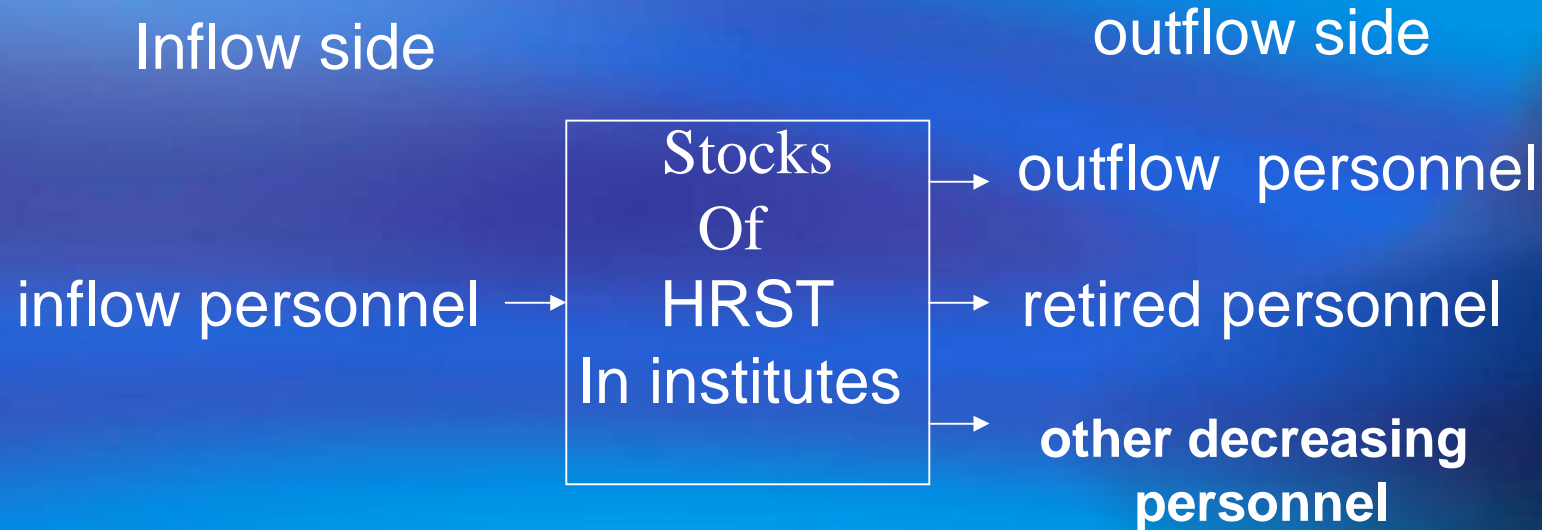 Inflow side
outflow side
Stocks
Of
HRST
In institutes
inflow personnel
outflow  personnel
retired personnel
other decreasing
personnel